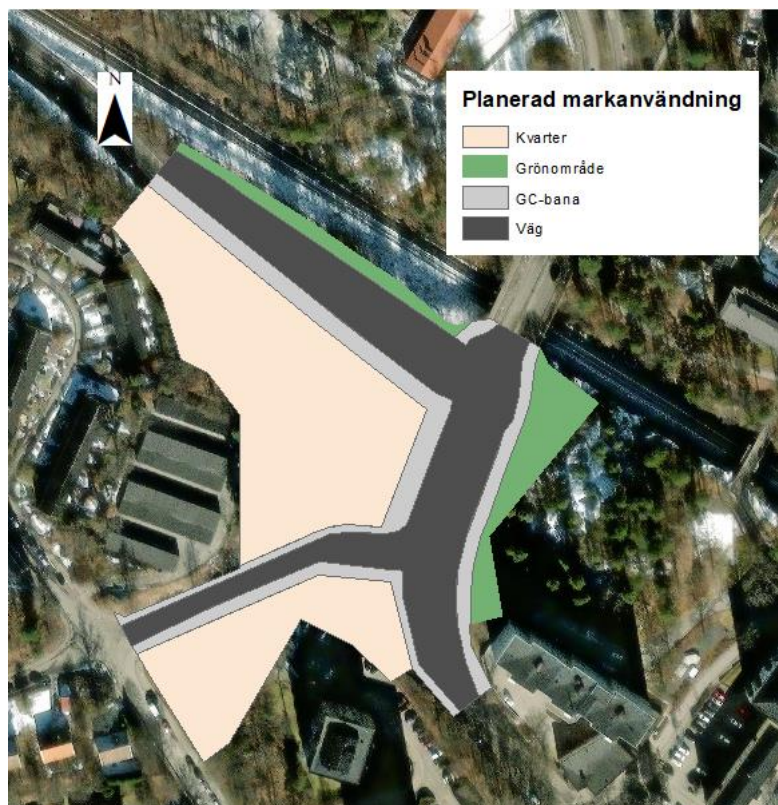 N
Planerad markanvändning
Kvarter
Grönområde
GC-bana
Väg